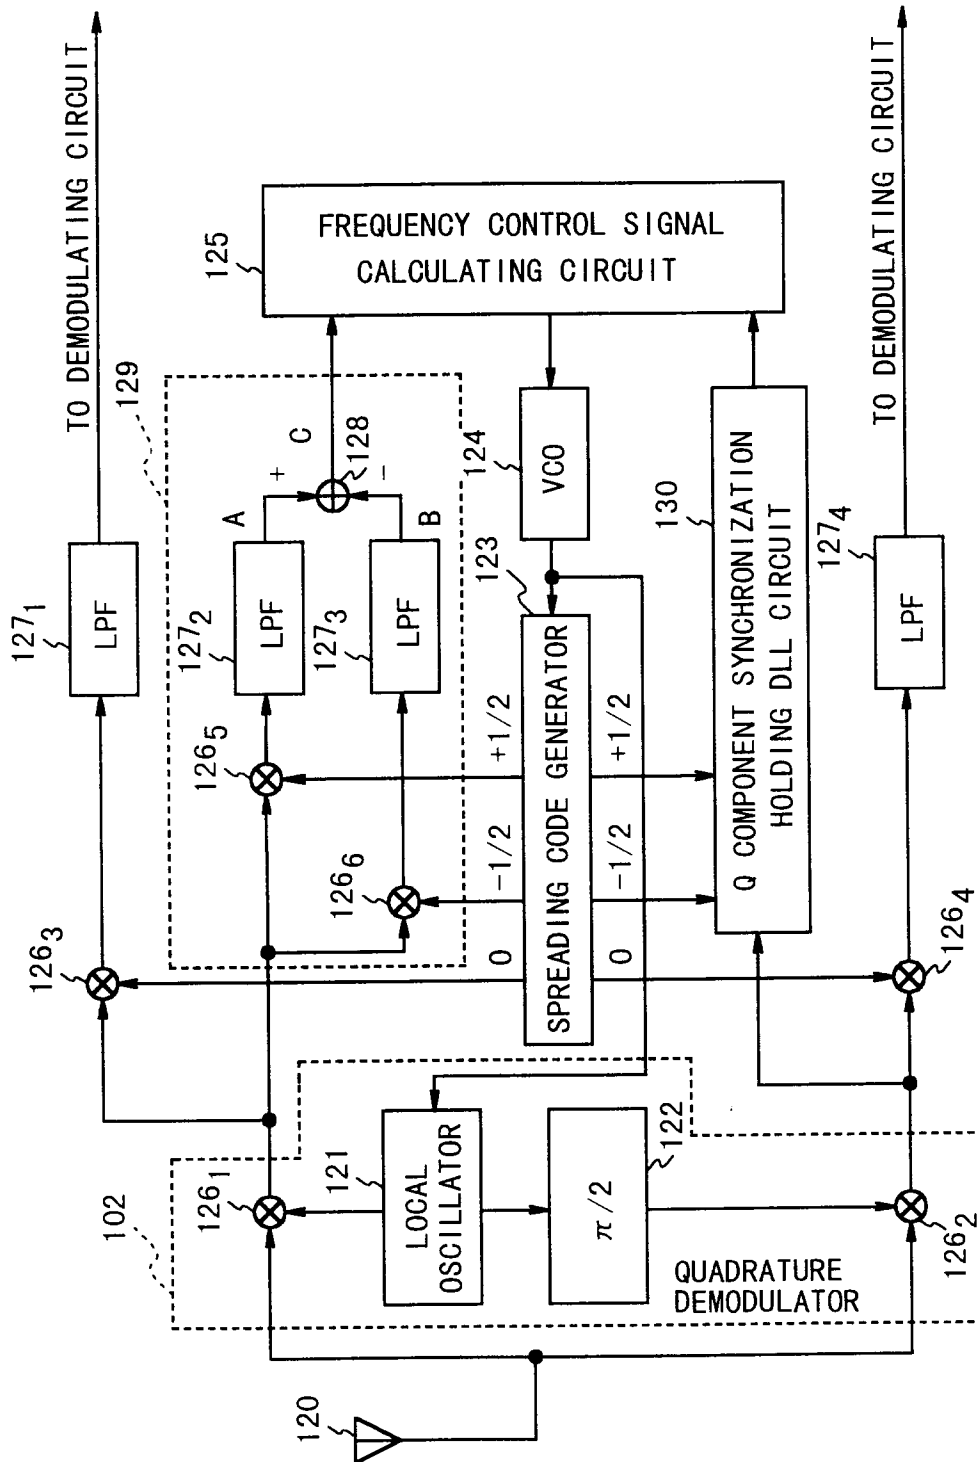 TO DEMODULATING CIRCUIT
127₁
LPF
129
126₃
A
+
127₂
LPF
C
128
126₅
127₃
LPF
B
−
126₆
125
FREQUENCY CONTROL SIGNAL
CALCULATING CIRCUIT
102
126₁
121
LOCAL
OSCILLATOR
0
−1/2
+1/2
123
SPREADING CODE GENERATOR
124
VCO
0
−1/2
+1/2
120
π/2
122
130
Q COMPONENT SYNCHRONIZATION
HOLDING DLL CIRCUIT
QUADRATURE
DEMODULATOR
126₂
126₄
127₄
LPF
TO DEMODULATING CIRCUIT